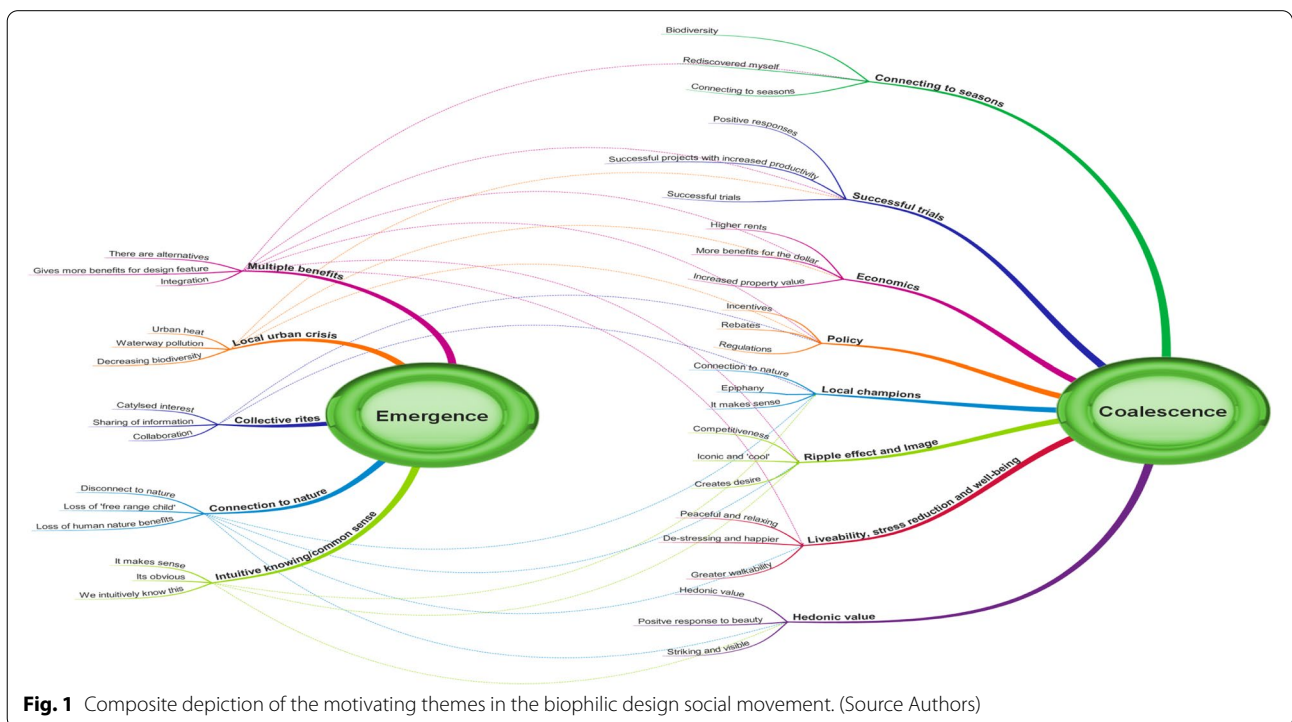 There are alternatives
Gives more benefits for design feature
Integration
Multiple benefits
Urban heat
Waterway pollution
Decreasing biodiversity
Local urban crisis
Catylsed interest
Sharing of information
Collaboration
Collective rites
Disconnect to nature
Loss of 'free range child'
Loss of human nature benefits
Connection to nature
It makes sense
Its obvious
We intuitively know this
Intuitive knowing/common sense
Emergence
Biodiversity
Rediscovered myself
Connecting to seasons
Connecting to seasons
Positive responses
Successful projects with increased productivity
Successful trials
Successful trials
Higher rents
More benefits for the dollar
Increased property value
Economics
Incentives
Rebates
Regulations
Policy
Connection to nature
Epiphany
It makes sense
Local champions
Competitiveness
Iconic and 'cool'
Creates desire
Ripple effect and Image
Peaceful and relaxing
De-stressing and happier
Greater walkability
Liveability, stress reduction and well-being
Hedonic value
Positve response to beauty
Striking and visible
Hedonic value
Coalescence
Fig. 1 Composite depiction of the motivating themes in the biophilic design social movement. (Source Authors)